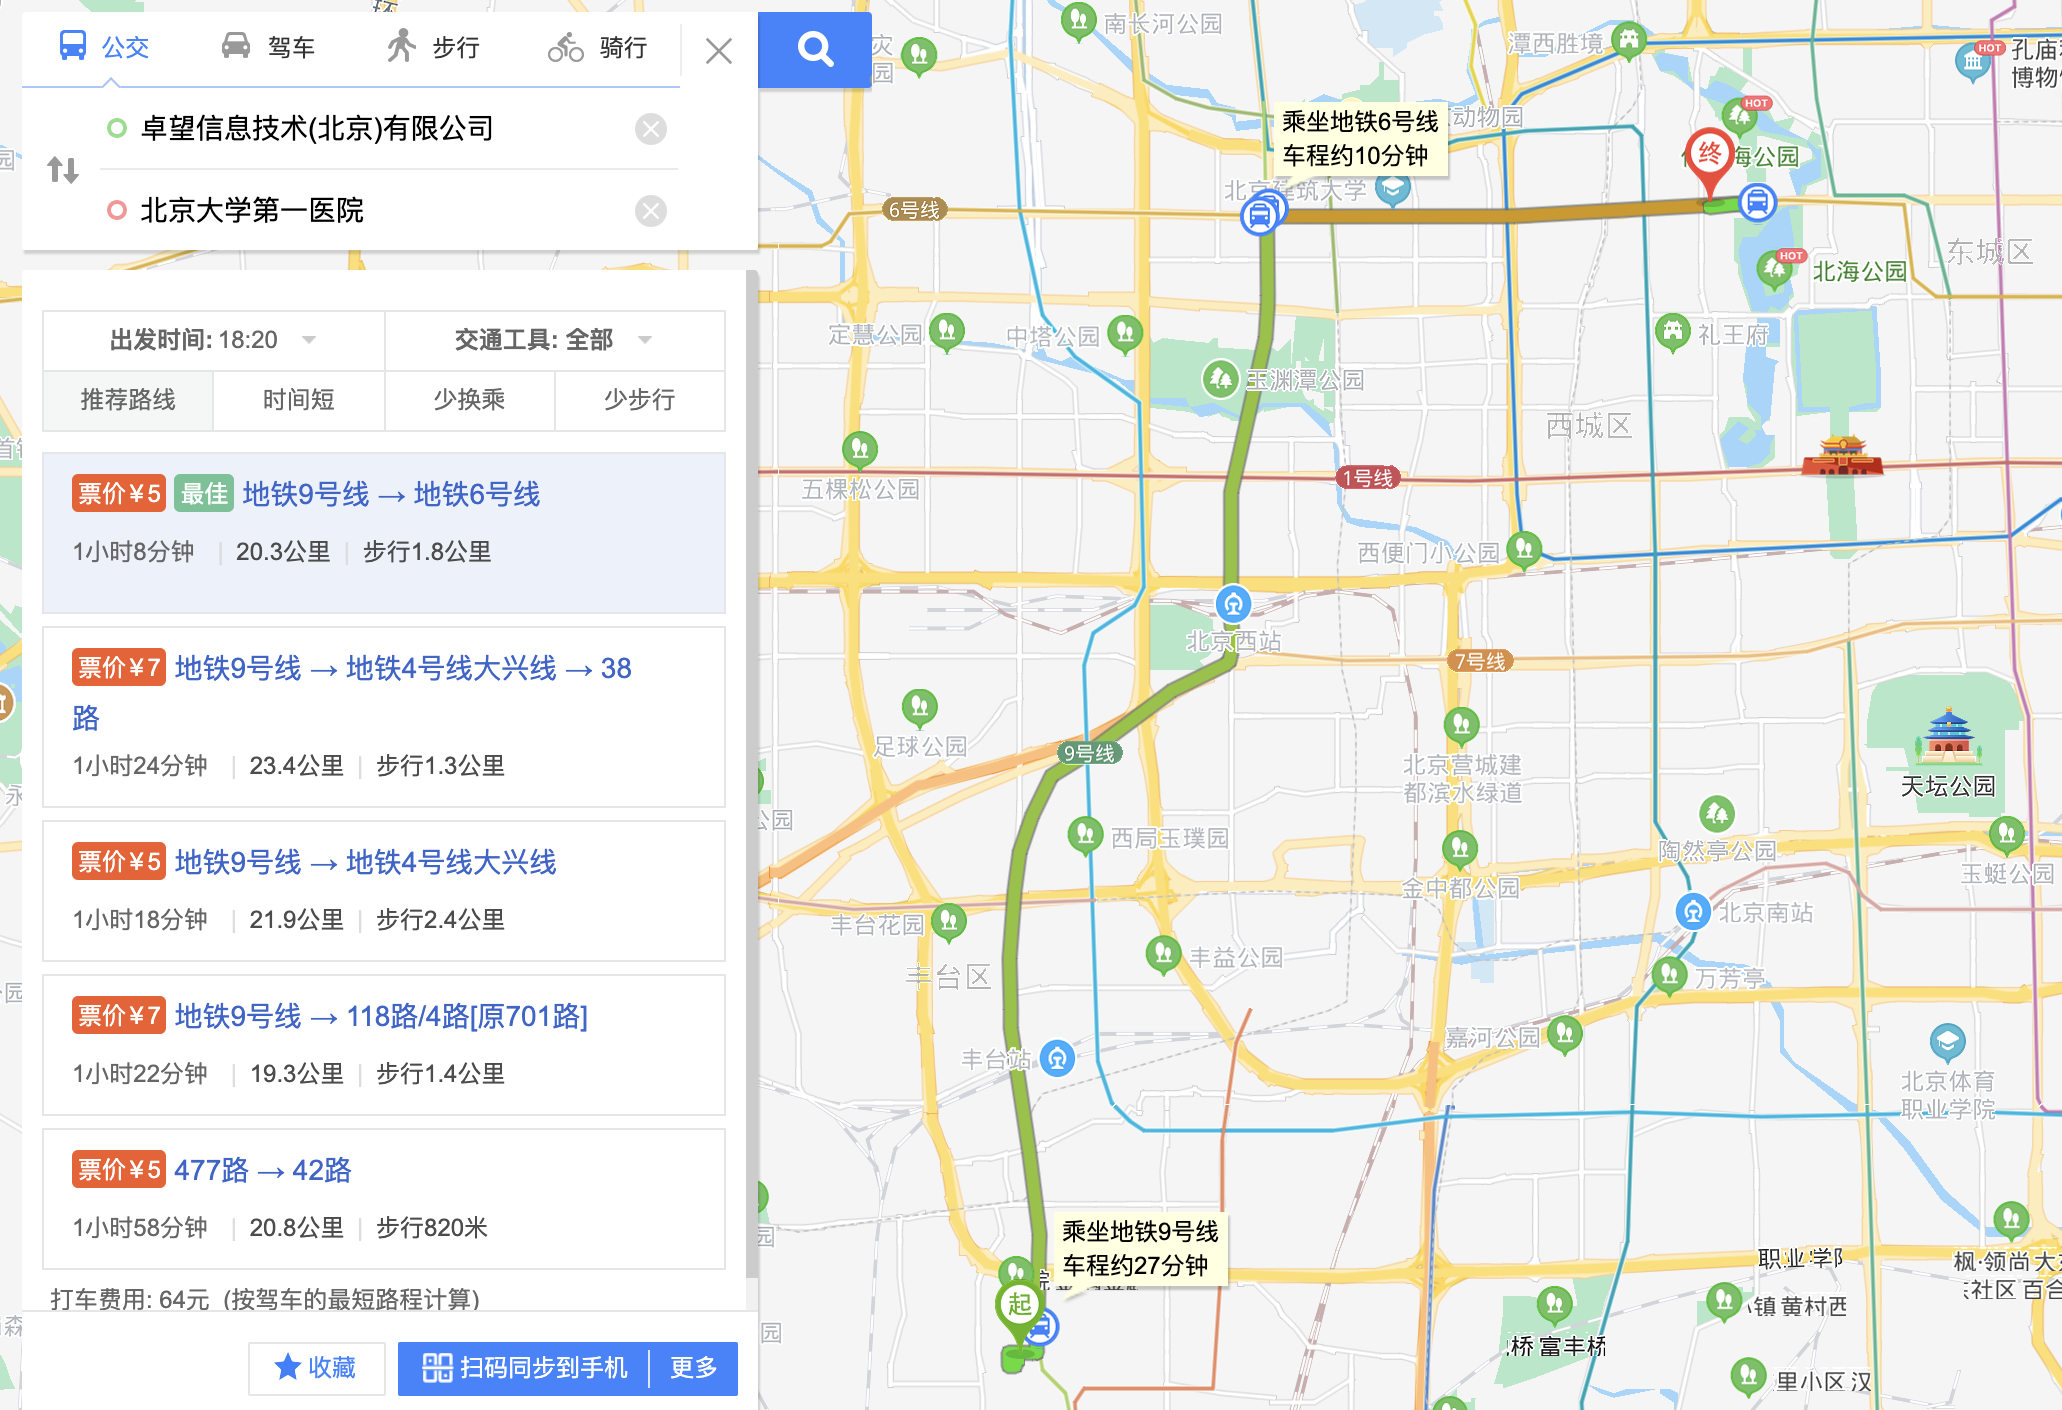 公交
驾车
步行
骑行
卓望信息技术(北京)有限公司
北京大学第一医院
出发时间: 18:20
交通工具: 全部
推荐路线
时间短
少换乘
少步行
票价¥5 最佳 地铁9号线 → 地铁6号线
1小时8分钟 | 20.3公里 | 步行1.8公里
票价¥7 地铁9号线 → 地铁4号线大兴线 → 38
路
1小时24分钟 | 23.4公里 | 步行1.3公里
票价¥5 地铁9号线 → 地铁4号线大兴线
1小时18分钟 | 21.9公里 | 步行2.4公里
票价¥7 地铁9号线 → 118路/4路[原701路]
1小时22分钟 | 19.3公里 | 步行1.4公里
票价¥5 477路 → 42路
1小时58分钟 | 20.8公里 | 步行820米
打车费用: 64元 (按驾车的最短路程计算)
收藏
扫码同步到手机
更多
南长河公园
潭西胜境
HOT
博物
HOT
动物园
乘坐地铁6号线
车程约10分钟
终
海公园
北京建筑大学
6号线
东城区
HOT
北海公园
定慧公园
中塔公园
礼王府
玉渊潭公园
西城区
五棵松公园
1号线
西便门小公园
北京西站
7号线
足球公园
9号线
北京营城建
都滨水绿道
天坛公园
公园
西局玉璞园
陶然亭公园
玉蜓公园
金中都公园
丰台花园
北京南站
丰益公园
丰台区
万芳亭
嘉河公园
丰台站
北京体育
职业学院
园
乘坐地铁9号线
车程约27分钟
起
园
枫·领尚大
社区百合
镇黄村西
桥富丰桥
里小区汉